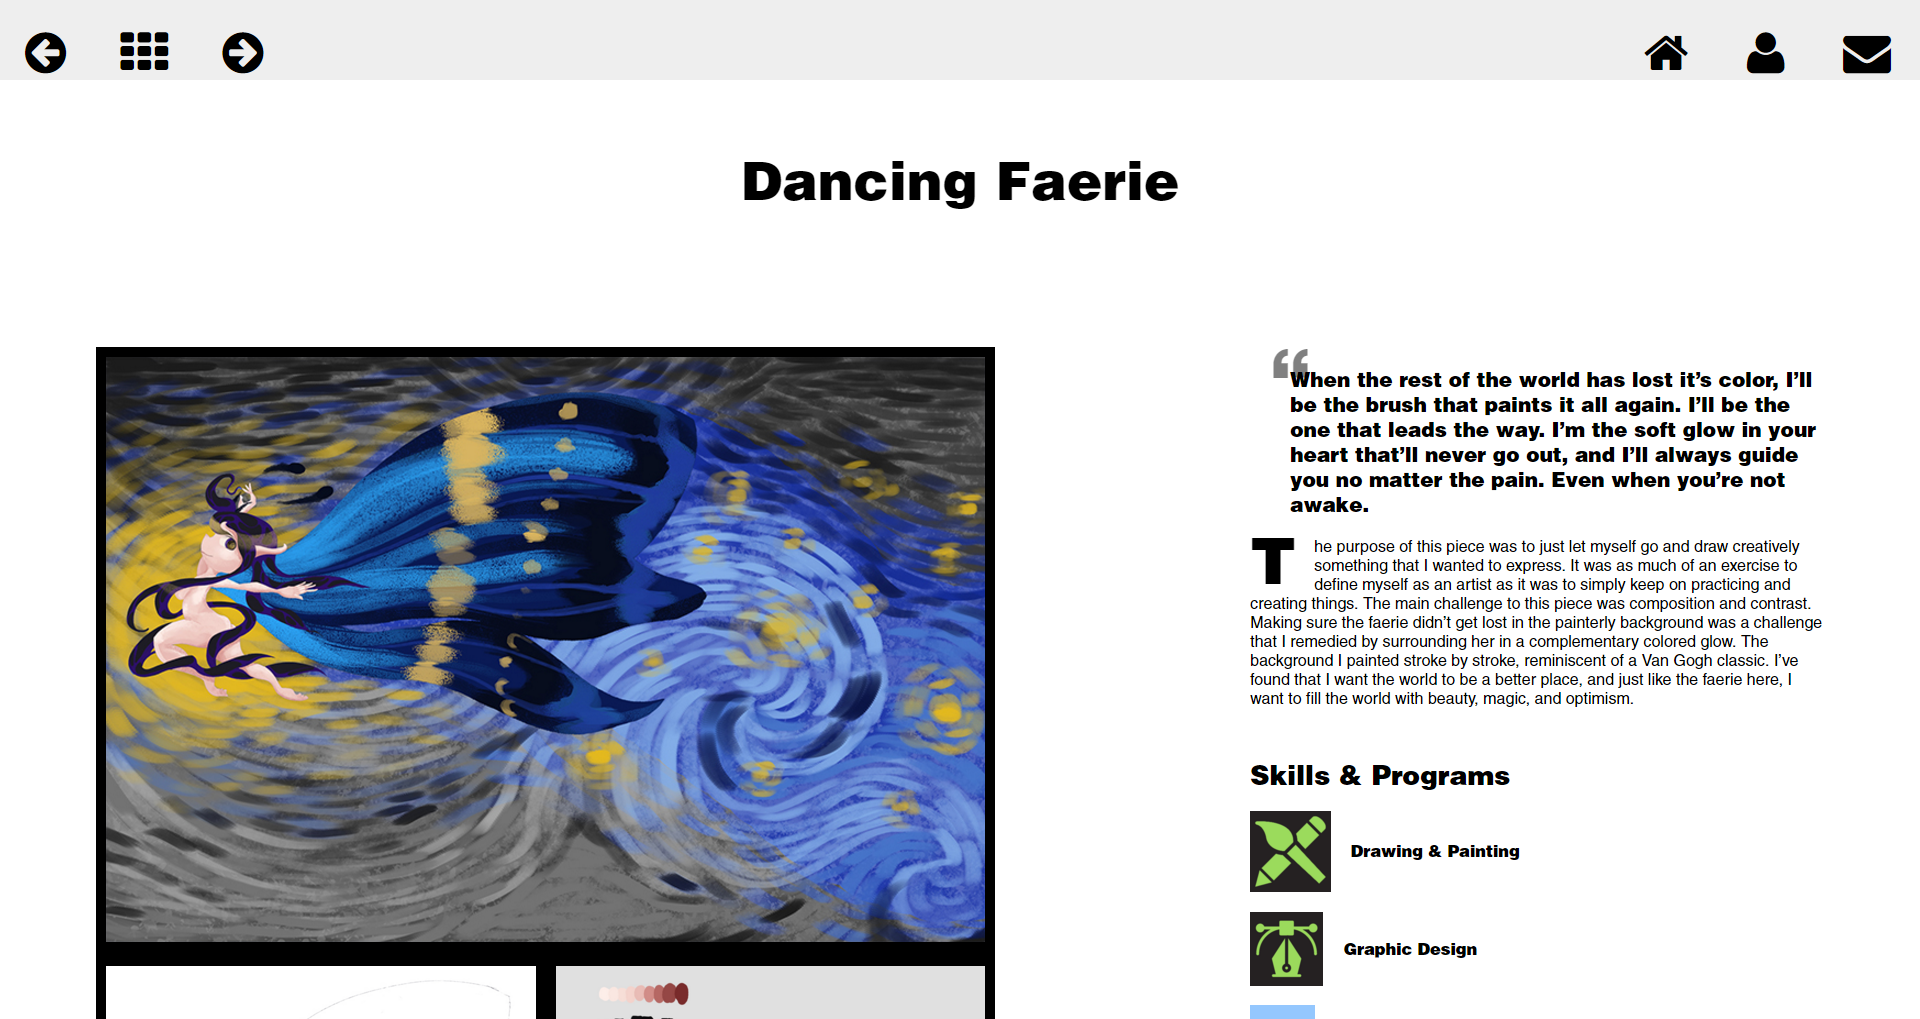 Dancing Faerie
“
When the rest of the world has lost it’s color, I’ll
be the brush that paints it all again. I’ll be the
one that leads the way. I’m the soft glow in your
heart that’ll never go out, and I’ll always guide
you no matter the pain. Even when you’re not
awake.
The purpose of this piece was to just let myself go and draw creatively
something that I wanted to express. It was as much of an exercise to
define myself as an artist as it was to simply keep on practicing and
creating things. The main challenge to this piece was composition and contrast.
Making sure the faerie didn’t get lost in the painterly background was a challenge
that I remedied by surrounding her in a complementary colored glow. The
background I painted stroke by stroke, reminiscent of a Van Gogh classic. I’ve
found that I want the world to be a better place, and just like the faerie here, I
want to fill the world with beauty, magic, and optimism.
Skills & Programs
Drawing & Painting
Graphic Design